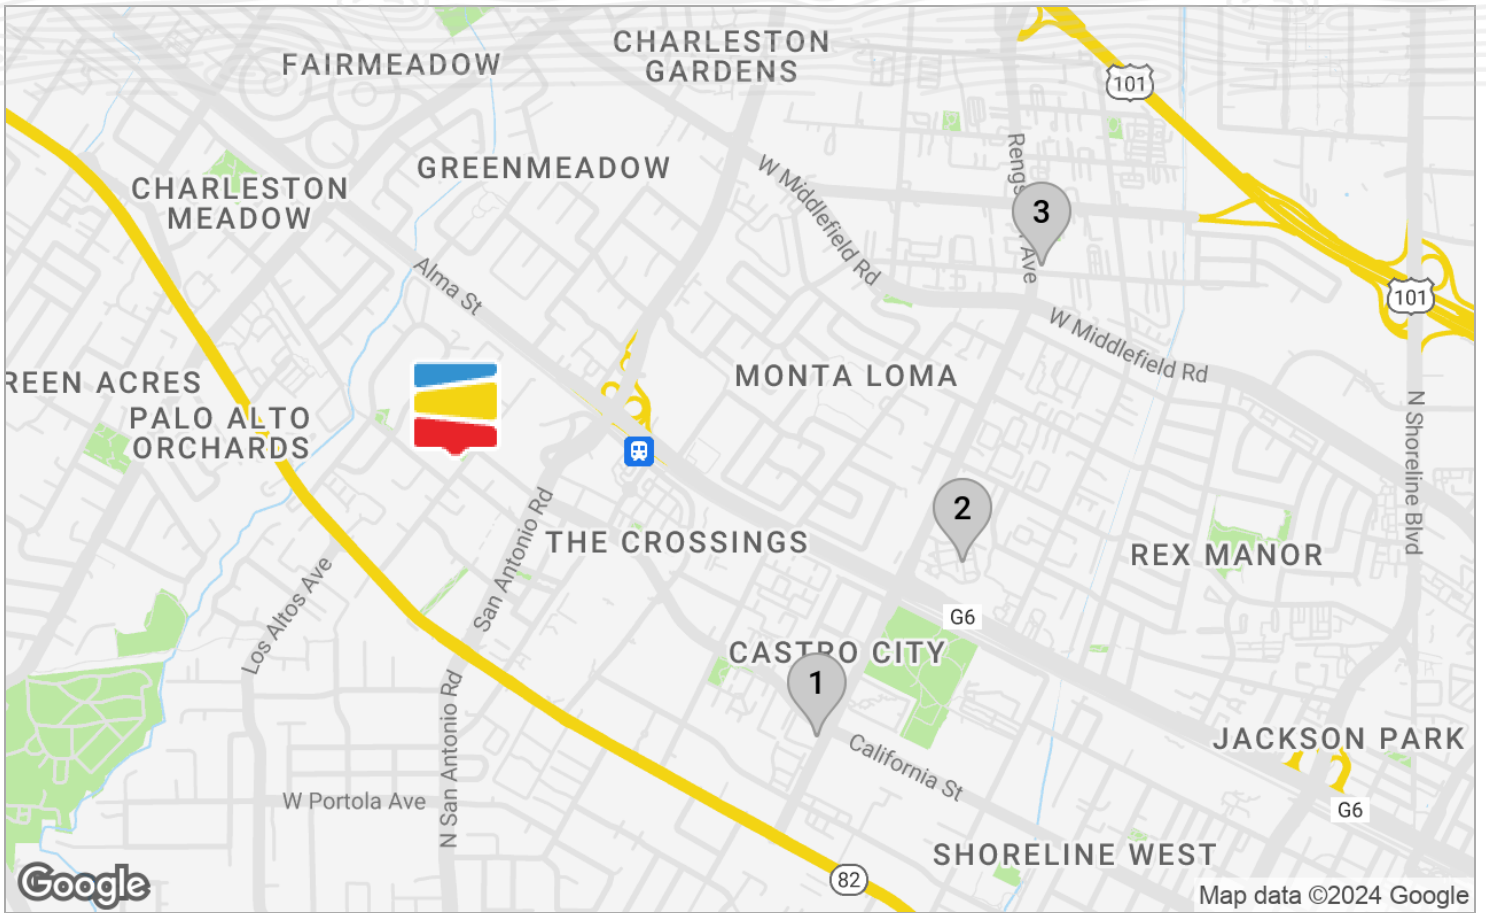 CHARLESTON
GARDENS
FAIRMEADOW
101
GREENMEADOW
CHARLESTON
MEADOW
W Middlefield Rd
3
Alma St
101
W Middlefield Rd
MONTA LOMA
REEN ACRES
PALO ALTO
ORCHARDS
N Shoreline Blvd
San Antonio Rd
2
THE CROSSINGS
REX MANOR
Los Altos Ave
G6
CASTRO CITY
1
N San Antonio Rd
California St
JACKSON PARK
W Portola Ave
G6
SHORELINE WEST
82
Google
Map data ©2024 Google